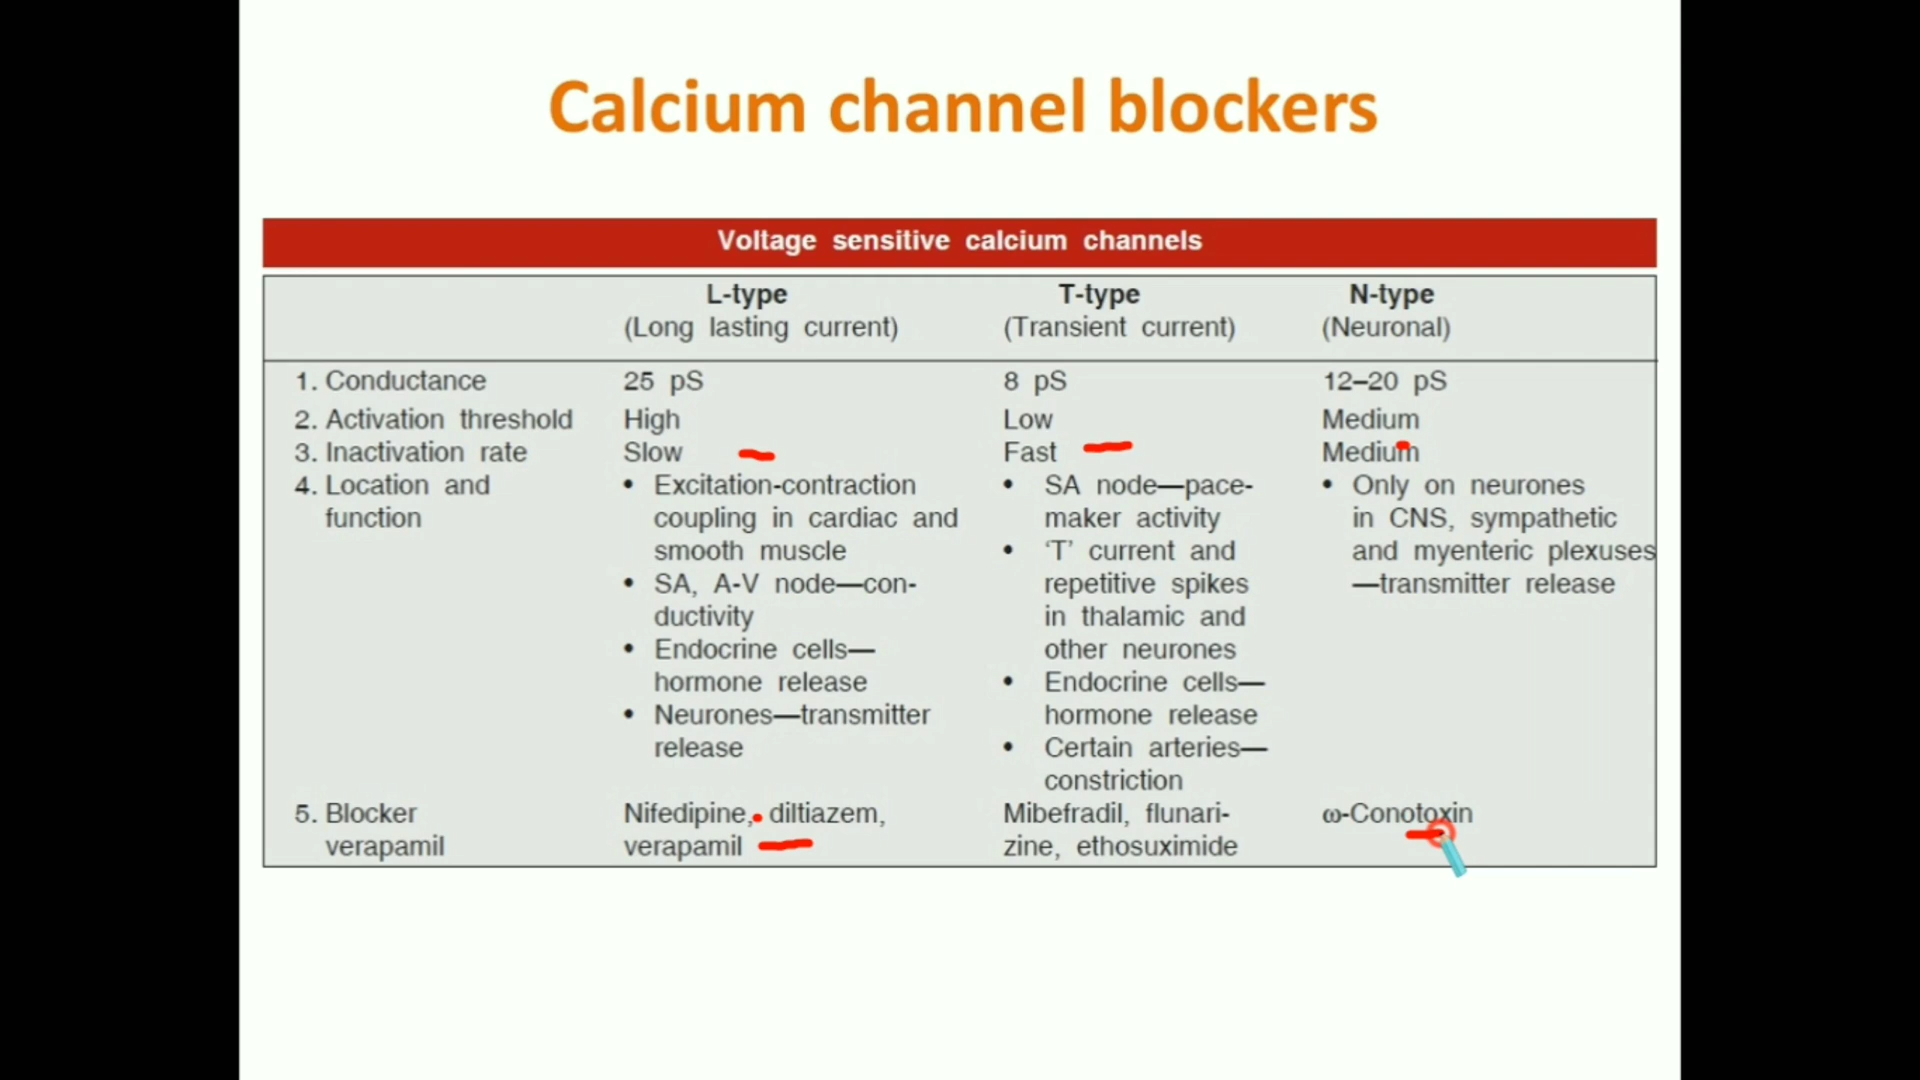 Calcium channel blockers
Voltage sensitive calcium channels
L-type T-type N-type
(Long lasting current) (Transient current) (Neuronal)
1. Conductance 25 pS 8 pS 12–20 pS
2. Activation threshold High Low Medium
3. Inactivation rate Slow Fast Medium
4. Location and • Excitation-contraction • SA node—pace- • Only on neurones
function coupling in cardiac and maker activity in CNS, sympathetic
smooth muscle • ‘T’ current and and myenteric plexuses
• SA, A-V node—con- repetitive spikes —transmitter release
ductivity in thalamic and
• Endocrine cells— other neurones
hormone release • Endocrine cells—
• Neurones—transmitter hormone release
release • Certain arteries—
constriction
5. Blocker Nifedipine, diltiazem, Mibefradil, flunari- ω-Conotoxin
verapamil verapamil zine, ethosuximide